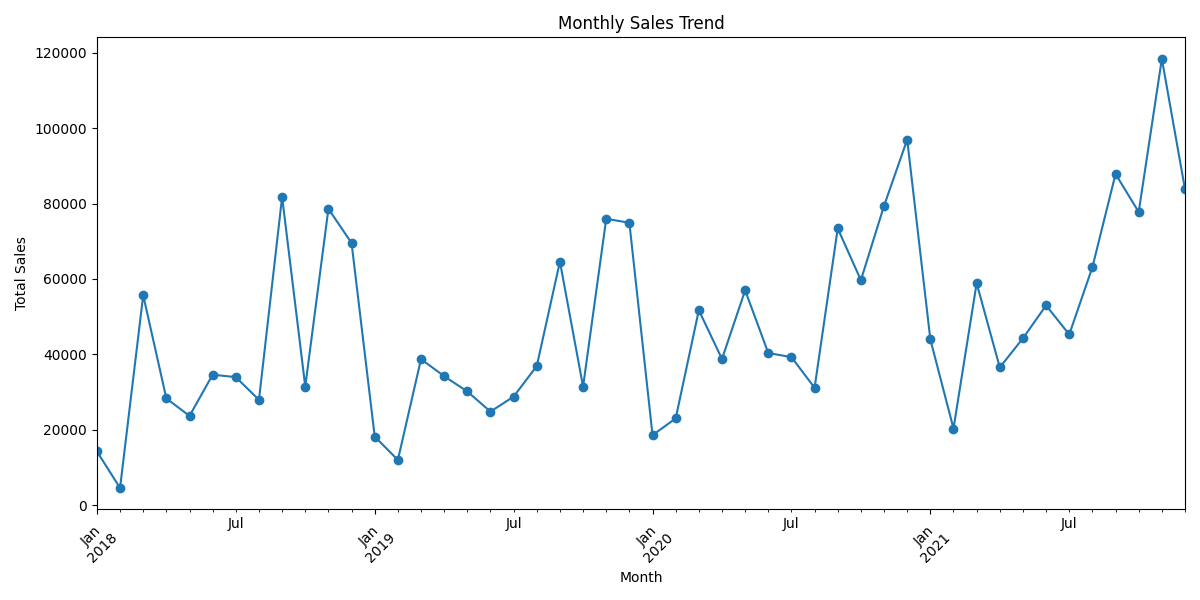 Monthly Sales Trend
120000
100000
80000
60000
40000
20000
0
Total Sales
Jan
2018
Jul
Jan
2019
Jul
Jan
2020
Jul
Jan
2021
Jul
Month